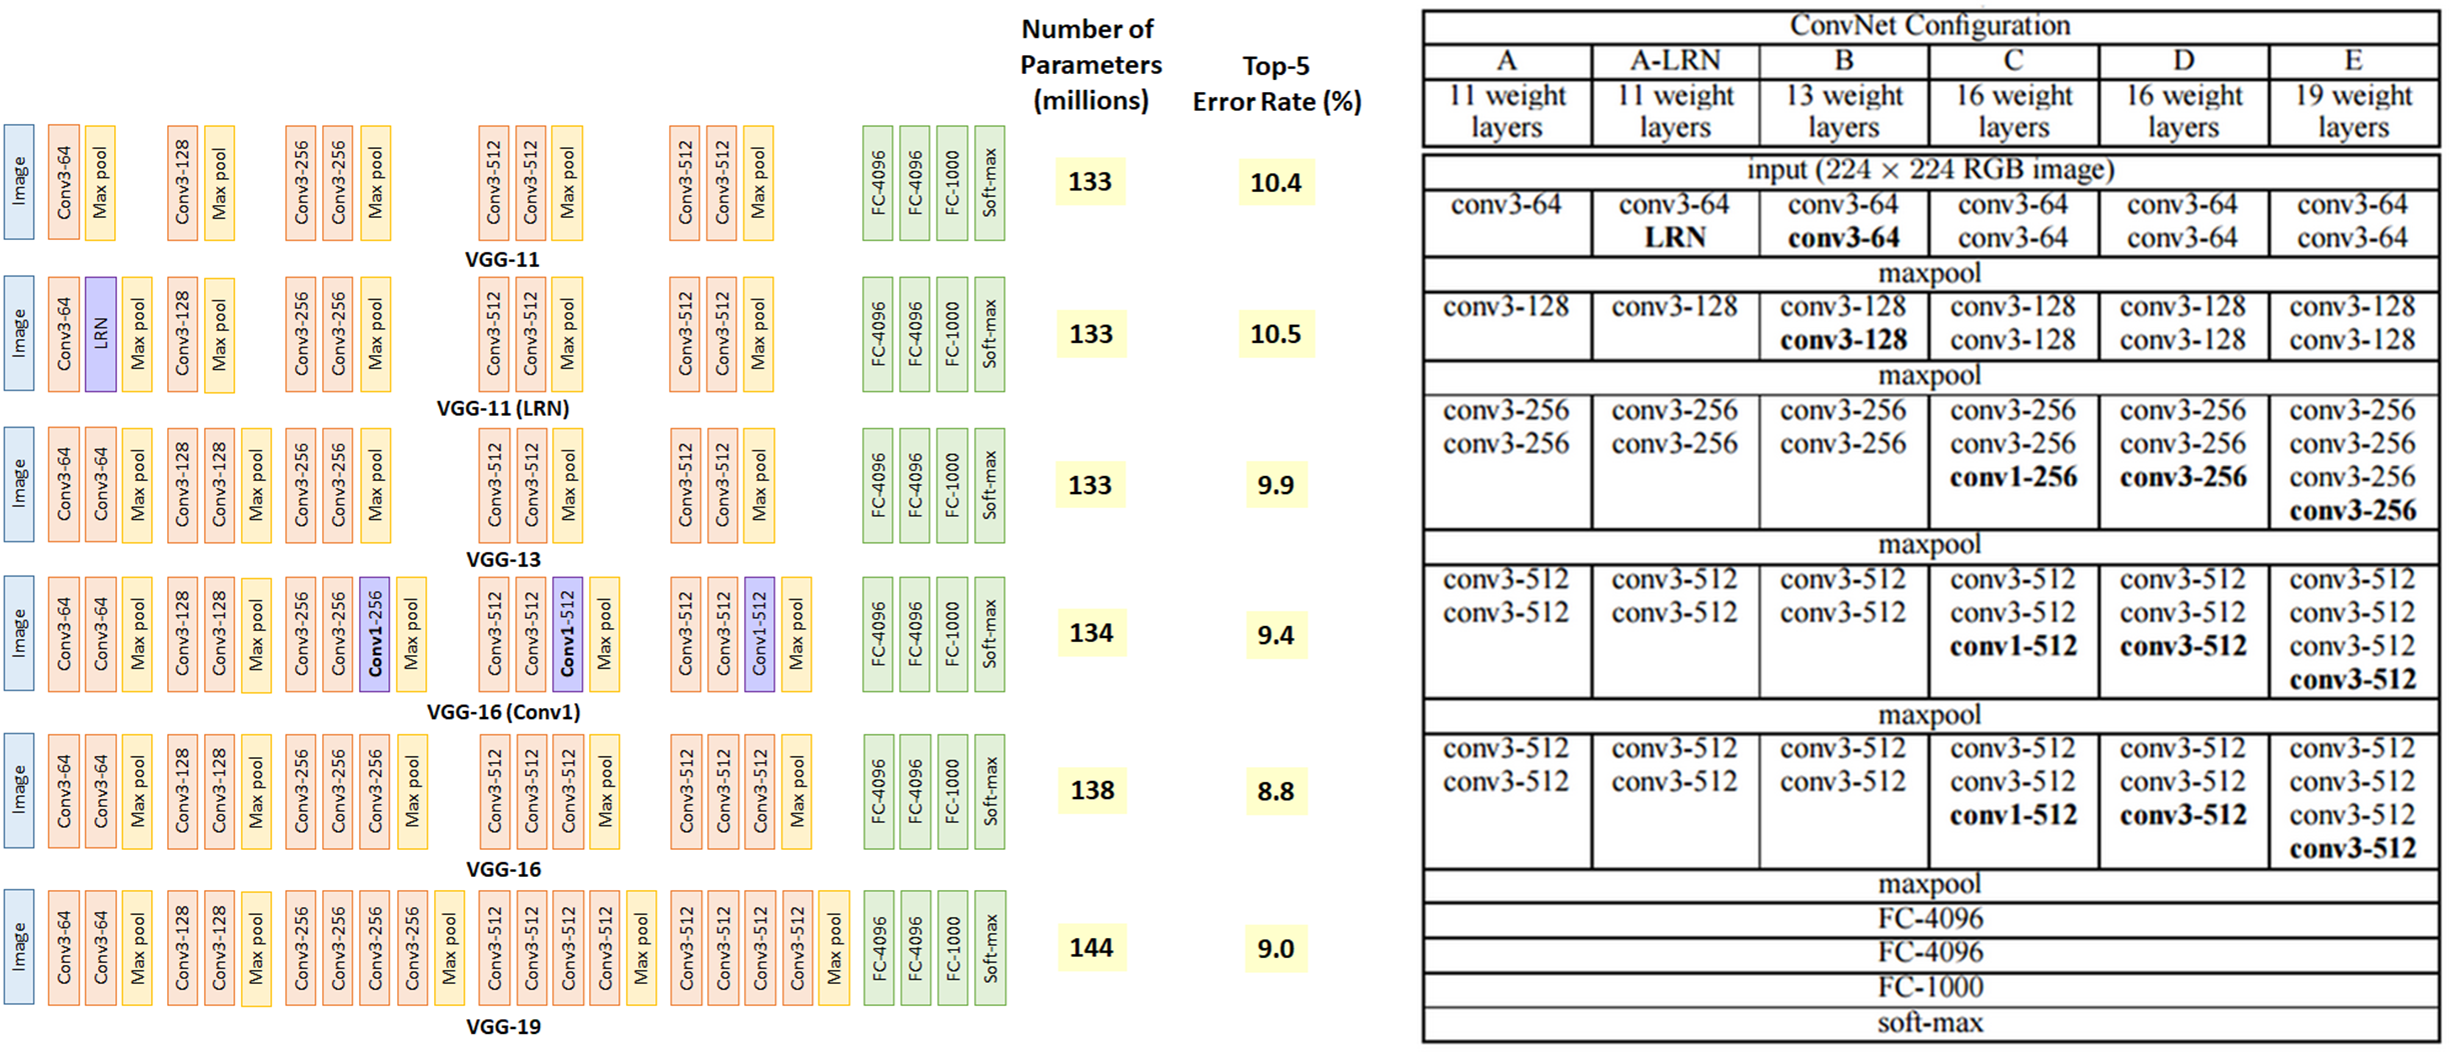 Number of
Parameters
(millions)
Top-5
Error Rate (%)
Image
Conv3-64
Max pool
Conv3-128
Max pool
Conv3-256
Conv3-256
Max pool
Conv3-512
Conv3-512
Max pool
Conv3-512
Conv3-512
Max pool
FC-4096
FC-4096
FC-1000
Soft-max
133
10.4
VGG-11
Image
Conv3-64
LRN
Max pool
Conv3-128
Max pool
Conv3-256
Conv3-256
Max pool
Conv3-512
Conv3-512
Max pool
Conv3-512
Conv3-512
Max pool
FC-4096
FC-4096
FC-1000
Soft-max
133
10.5
VGG-11 (LRN)
Image
Conv3-64
Conv3-64
Max pool
Conv3-128
Conv3-128
Max pool
Conv3-256
Conv3-256
Max pool
Conv3-512
Conv3-512
Max pool
Conv3-512
Conv3-512
Max pool
FC-4096
FC-4096
FC-1000
Soft-max
133
9.9
VGG-13
Image
Conv3-64
Conv3-64
Max pool
Conv3-128
Conv3-128
Max pool
Conv3-256
Conv3-256
Conv1-256
Max pool
Conv3-512
Conv3-512
Conv1-512
Max pool
Conv3-512
Conv3-512
Conv1-512
Max pool
FC-4096
FC-4096
FC-1000
Soft-max
134
9.4
VGG-16 (Conv1)
Image
Conv3-64
Conv3-64
Max pool
Conv3-128
Conv3-128
Max pool
Conv3-256
Conv3-256
Conv3-256
Max pool
Conv3-512
Conv3-512
Conv3-512
Max pool
Conv3-512
Conv3-512
Conv3-512
Max pool
FC-4096
FC-4096
FC-1000
Soft-max
138
8.8
VGG-16
Image
Conv3-64
Conv3-64
Max pool
Conv3-128
Conv3-128
Max pool
Conv3-256
Conv3-256
Conv3-256
Conv3-256
Max pool
Conv3-512
Conv3-512
Conv3-512
Conv3-512
Max pool
Conv3-512
Conv3-512
Conv3-512
Conv3-512
Max pool
FC-4096
FC-4096
FC-1000
Soft-max
144
9.0
VGG-19
ConvNet Configuration
A A-LRN B C D E
11 weight 11 weight 13 weight 16 weight 16 weight 19 weight
layers layers layers layers layers layers
input (224 × 224 RGB image)
conv3-64 conv3-64 conv3-64 conv3-64 conv3-64 conv3-64
LRN conv3-64 conv3-64 conv3-64 conv3-64
maxpool
conv3-128 conv3-128 conv3-128 conv3-128 conv3-128 conv3-128
conv3-128 conv3-128 conv3-128 conv3-128
maxpool
conv3-256 conv3-256 conv3-256 conv3-256 conv3-256 conv3-256
conv3-256 conv3-256 conv3-256 conv3-256 conv3-256 conv3-256
conv1-256 conv3-256 conv3-256
conv3-256
maxpool
conv3-512 conv3-512 conv3-512 conv3-512 conv3-512 conv3-512
conv3-512 conv3-512 conv3-512 conv3-512 conv3-512 conv3-512
conv1-512 conv3-512 conv3-512
conv3-512
maxpool
conv3-512 conv3-512 conv3-512 conv3-512 conv3-512 conv3-512
conv3-512 conv3-512 conv3-512 conv3-512 conv3-512 conv3-512
conv1-512 conv3-512 conv3-512
conv3-512
maxpool
FC-4096
FC-4096
FC-1000
soft-max